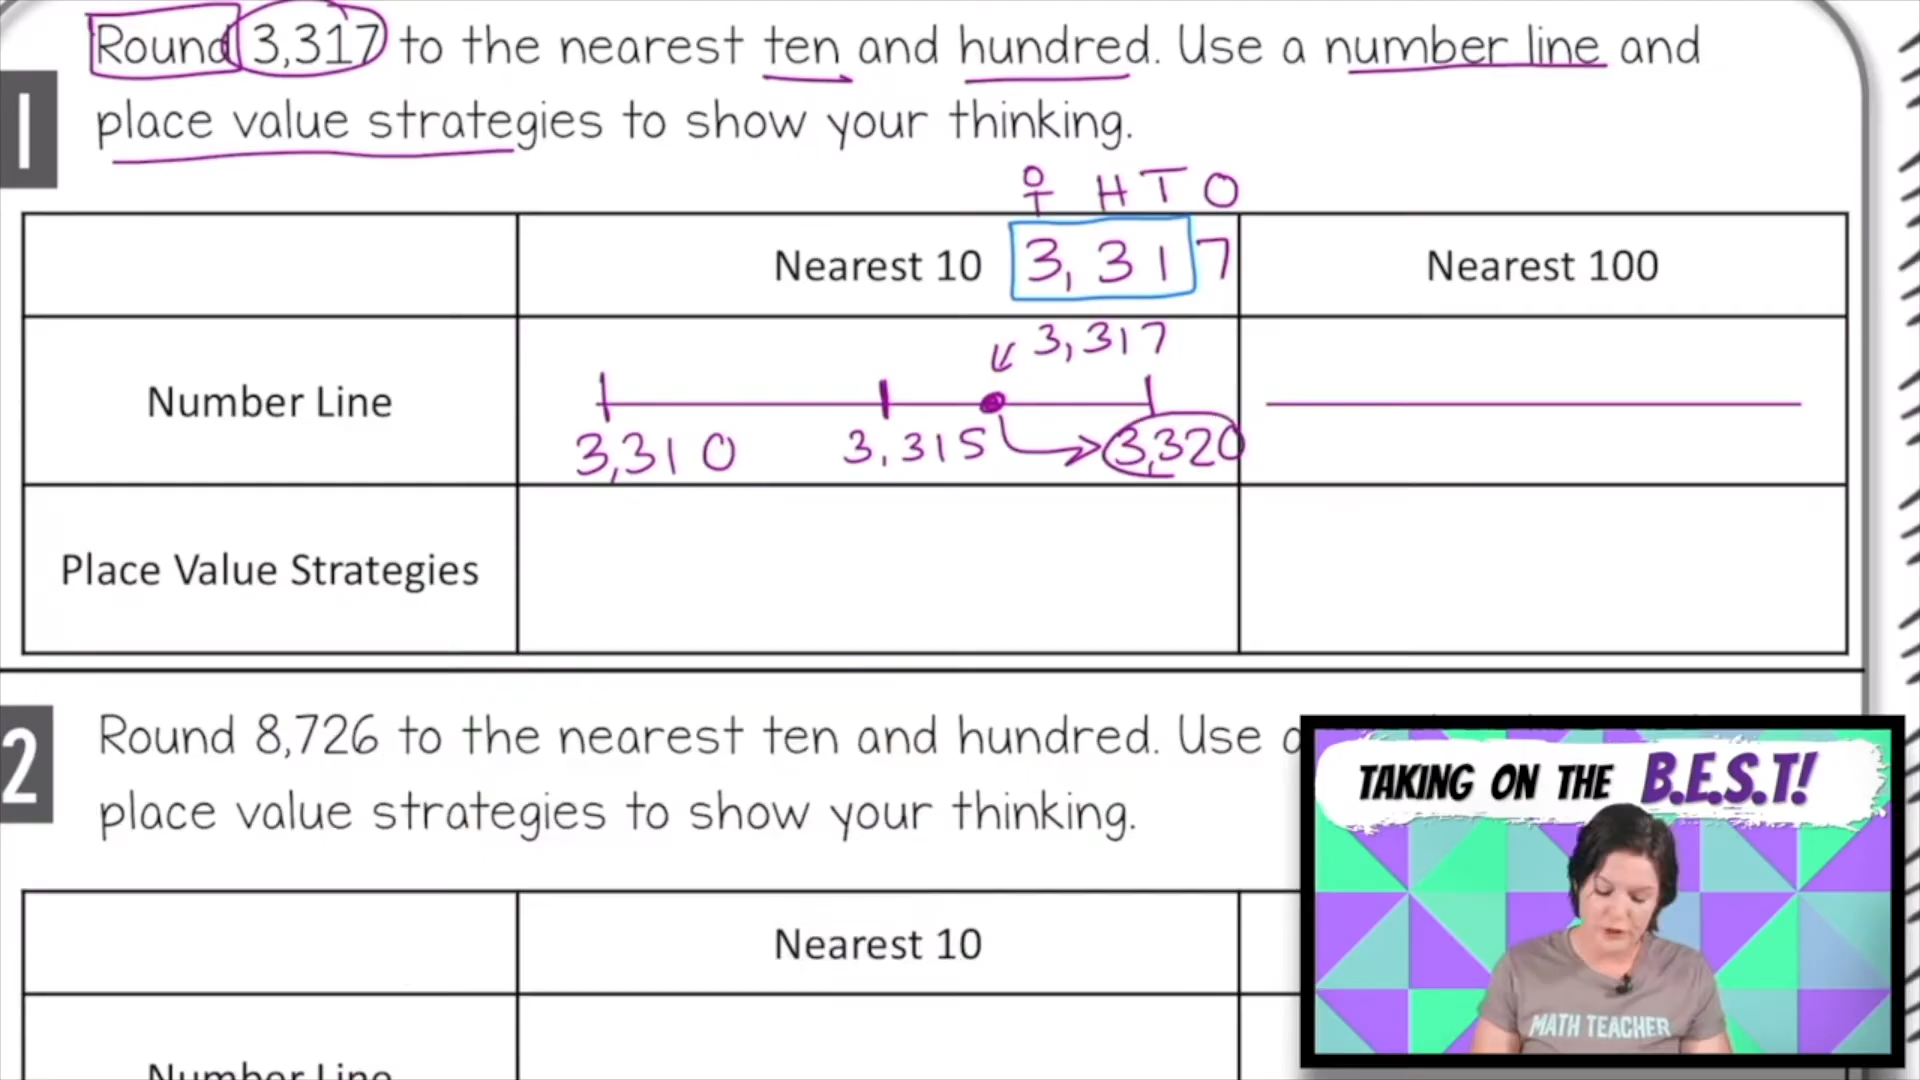 Round 3,317 to the nearest ten and hundred. Use a number line and
1
place value strategies to show your thinking.
T H T O
Nearest 10 3,317 Nearest 100
3,317
Number Line
3,310 3,315 3,320
Place Value Strategies
2
Round 8,726 to the nearest ten and hundred. Use a
place value strategies to show your thinking.
TAKING ON THE B.E.S.T!
Nearest 10
MATH TEACHER
Number Line